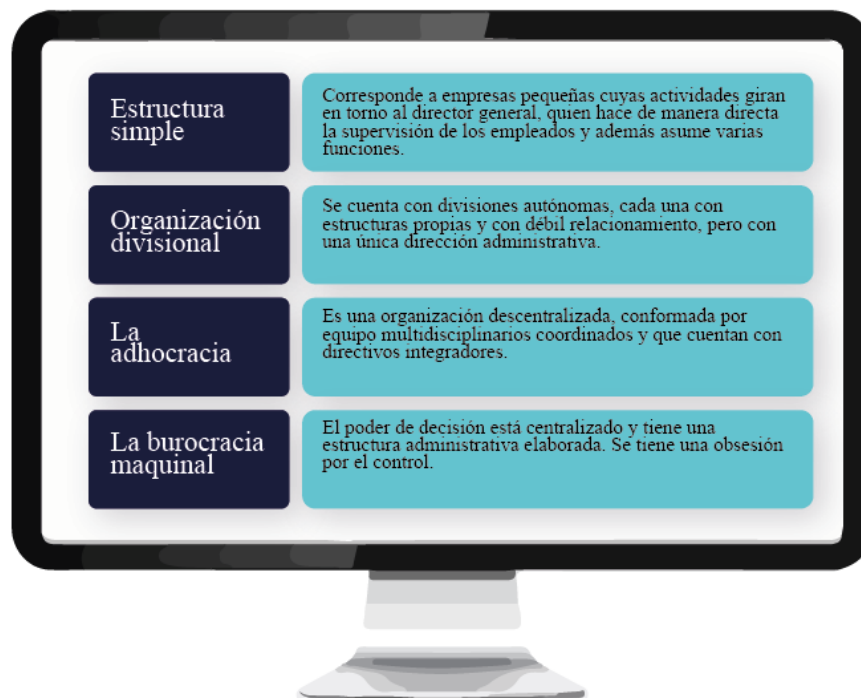 Estructura
simple
Corresponde a empresas pequeñas cuyas actividades giran
en torno al director general, quien hace de manera directa
la supervisión de los empleados y además asume varias
funciones.
Organización
divisional
Se cuenta con divisiones autónomas, cada una con
estructuras propias y con débil relacionamiento, pero con
una única dirección administrativa.
La
adhocracia
Es una organización descentralizada, conformada por
equipo multidisciplinarios coordinados y que cuentan con
directivos integradores.
La burocracia
maquinal
El poder de decisión está centralizado y tiene una
estructura administrativa elaborada. Se tiene una obsesión
por el control.